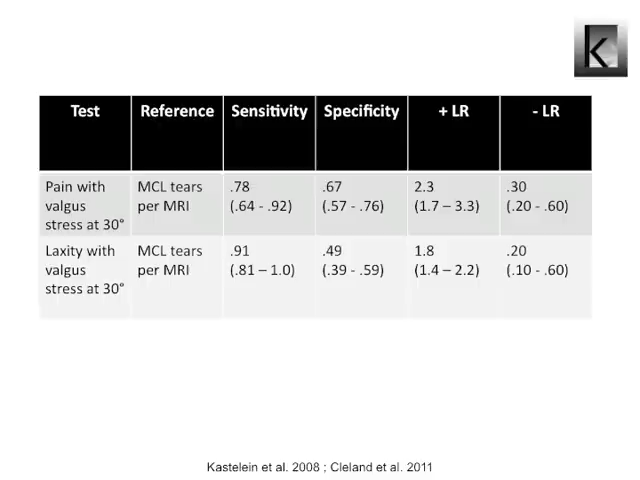 K
Test Reference Sensitivity Specificity + LR - LR
Pain with valgus stress at 30° MCL tears per MRI .78 (.64 - .92) .67 (.57 - .76) 2.3 (1.7 – 3.3) .30 (.20 - .60)
Laxity with valgus stress at 30° MCL tears per MRI .91 (.81 – 1.0) .49 (.39 - .59) 1.8 (1.4 – 2.2) .20 (.10 - .60)
Kastelein et al. 2008 ; Cleland et al. 2011